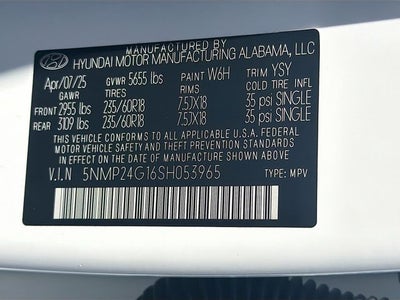 MANUFACTURED BY
HYUNDAI MOTOR MANUFACTURING ALABAMA, LLC
Apr/07/25 GVWR 5655 lbs PAINT W6H TRIM YSY
GAWR TIRES RIMS COLD TIRE INFL
FRONT 2955 lbs 235/60R18 7.5JX18 35 psi SINGLE
REAR 3109 lbs 235/60R18 7.5JX18 35 psi SINGLE
THIS VEHICLE CONFORMS TO ALL APPLICABLE U.S.A. FEDERAL
MOTOR VEHICLE SAFETY AND THEFT PREVENTION STANDARDS
IN EFFECT ON THE DATE OF MANUFACTURE SHOWN ABOVE.
V.I.N 5NMP24G16SH053965 TYPE: MPV